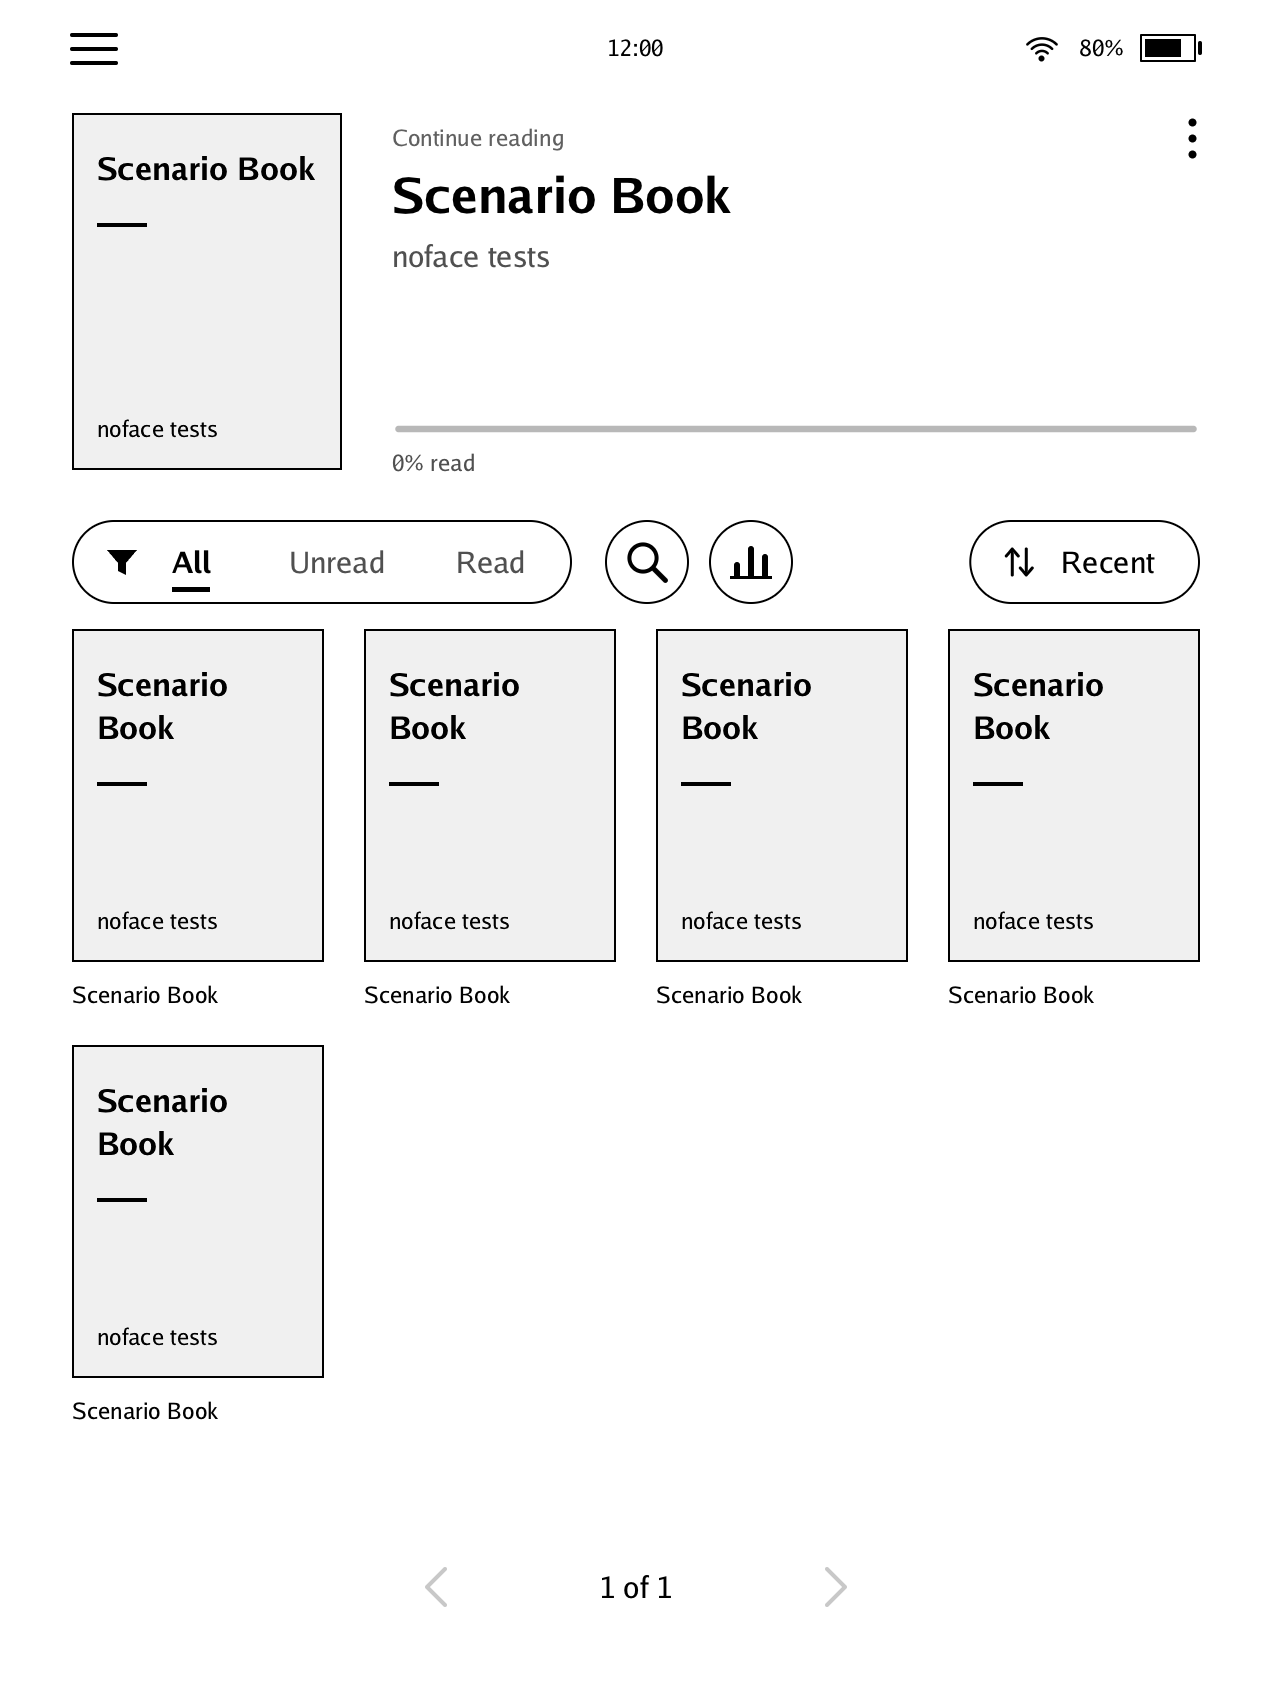 12:00
80%
Scenario Book
noface tests
Continue reading
Scenario Book
noface tests
0% read
All
Unread
Read
Recent
Scenario
Book
noface tests
Scenario Book
Scenario
Book
noface tests
Scenario Book
Scenario
Book
noface tests
Scenario Book
Scenario
Book
noface tests
Scenario Book
Scenario
Book
noface tests
Scenario Book
1 of 1